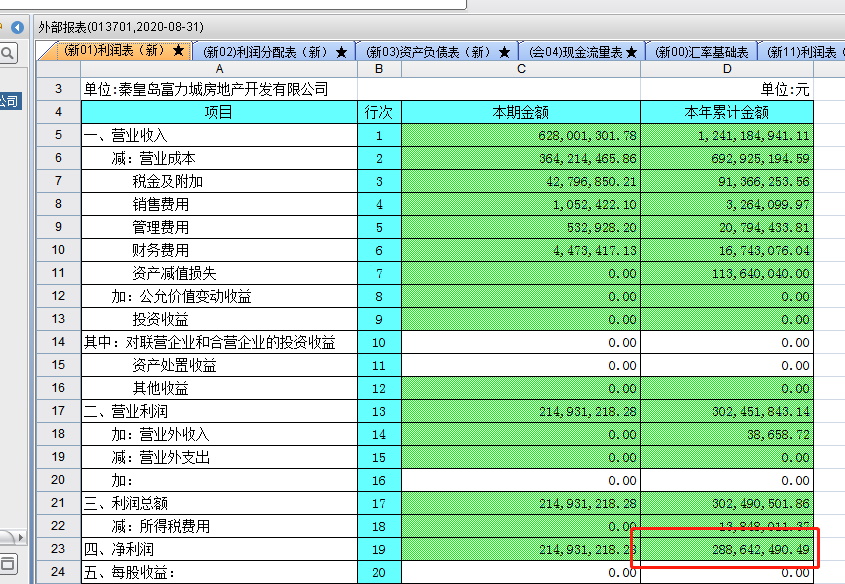 外部报表(013701,2020-08-31)
(新01)利润表（新）★ (新02)利润分配表（新）★ (新03)资产负债表（新）★ (会04)现金流量表★ (新00)汇率基础表 (新11)利润表（
A B C D
公司
3 单位:秦皇岛富力城房地产开发有限公司 单位:元
4 项目 行次 本期金额 本年累计金额
5 一、营业收入 1 628,001,301.78 1,241,184,941.11
6 减: 营业成本 2 364,214,465.86 692,925,194.59
7 税金及附加 3 42,796,850.21 91,366,253.56
8 销售费用 4 1,052,422.10 3,264,099.97
9 管理费用 5 532,928.20 20,794,433.81
10 财务费用 6 4,473,417.13 16,743,076.04
11 资产减值损失 7 0.00 113,640,040.00
12 加: 公允价值变动收益 8 0.00 0.00
13 投资收益 9 0.00 0.00
14 其中: 对联营企业和合营企业的投资收益 10 0.00 0.00
15 资产处置收益 11 0.00 0.00
16 其他收益 12 0.00 0.00
17 二、营业利润 13 214,931,218.28 302,451,843.14
18 加: 营业外收入 14 0.00 38,658.72
19 减: 营业外支出 15 0.00 0.00
20 加: 16 0.00 0.00
21 三、利润总额 17 214,931,218.28 302,490,501.86
22 减: 所得税费用 18 0.00 13,848,011.37
23 四、净利润 19 214,931,218.28 288,642,490.49
24 五、每股收益: 20 0.00 0.00